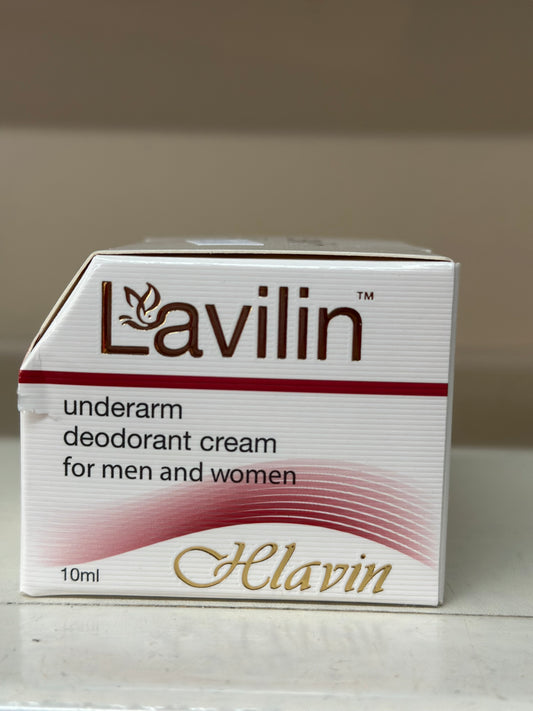 Lavilin™
underarm
deodorant cream
for men and women
Hlavin
10ml